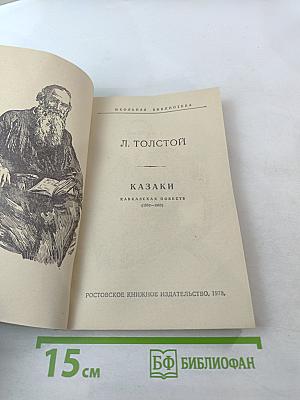 ШКОЛЬНАЯ БИБЛИОТЕКА
Л. ТОЛСТОЙ
КАЗАКИ
КАВКАЗСКАЯ ПОВЕСТЬ
РОСТОВСКОЕ КНИЖНОЕ ИЗДАТЕЛЬСТВО, 1978.
15 см
БФ БИБЛИОФАН